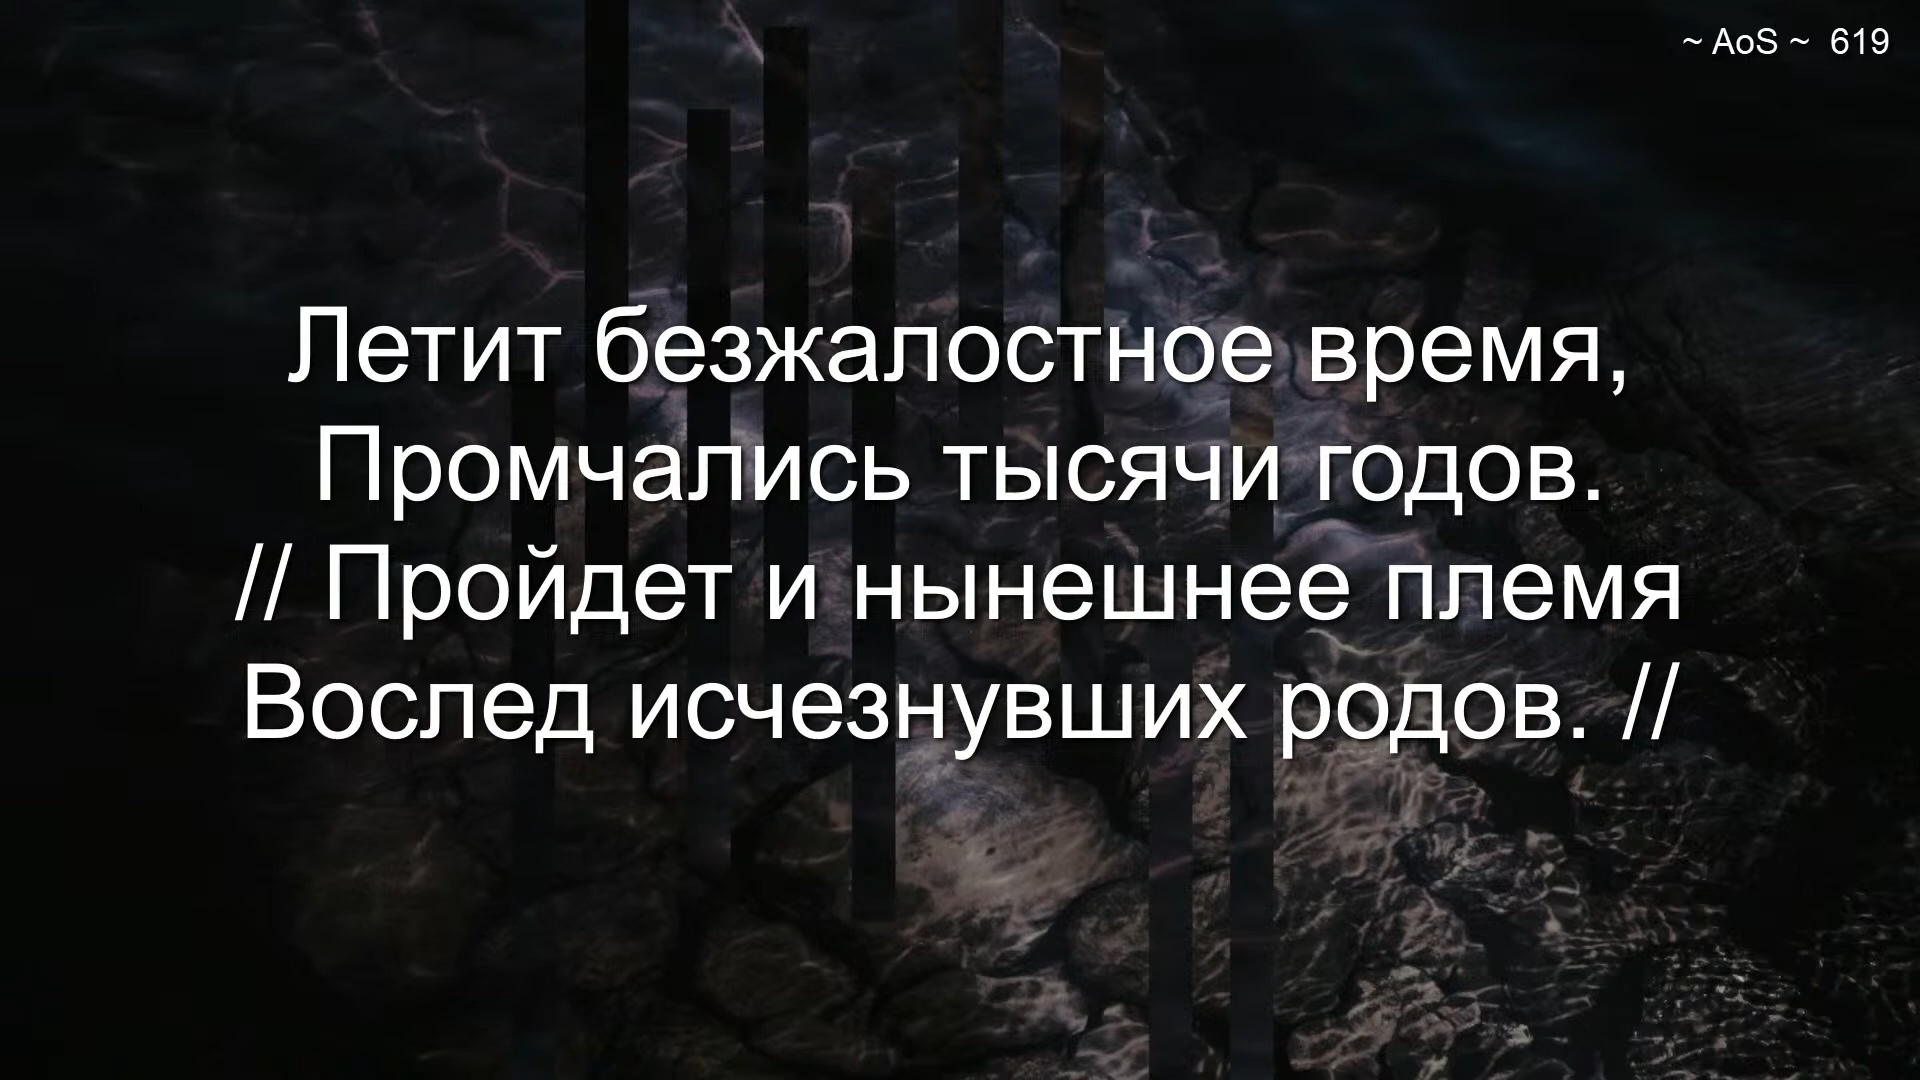 ~ AoS ~ 619
Летит безжалостное время,
Промчались тысячи годов.
// Пройдет и нынешнее племя
Вослед исчезнувших родов. //